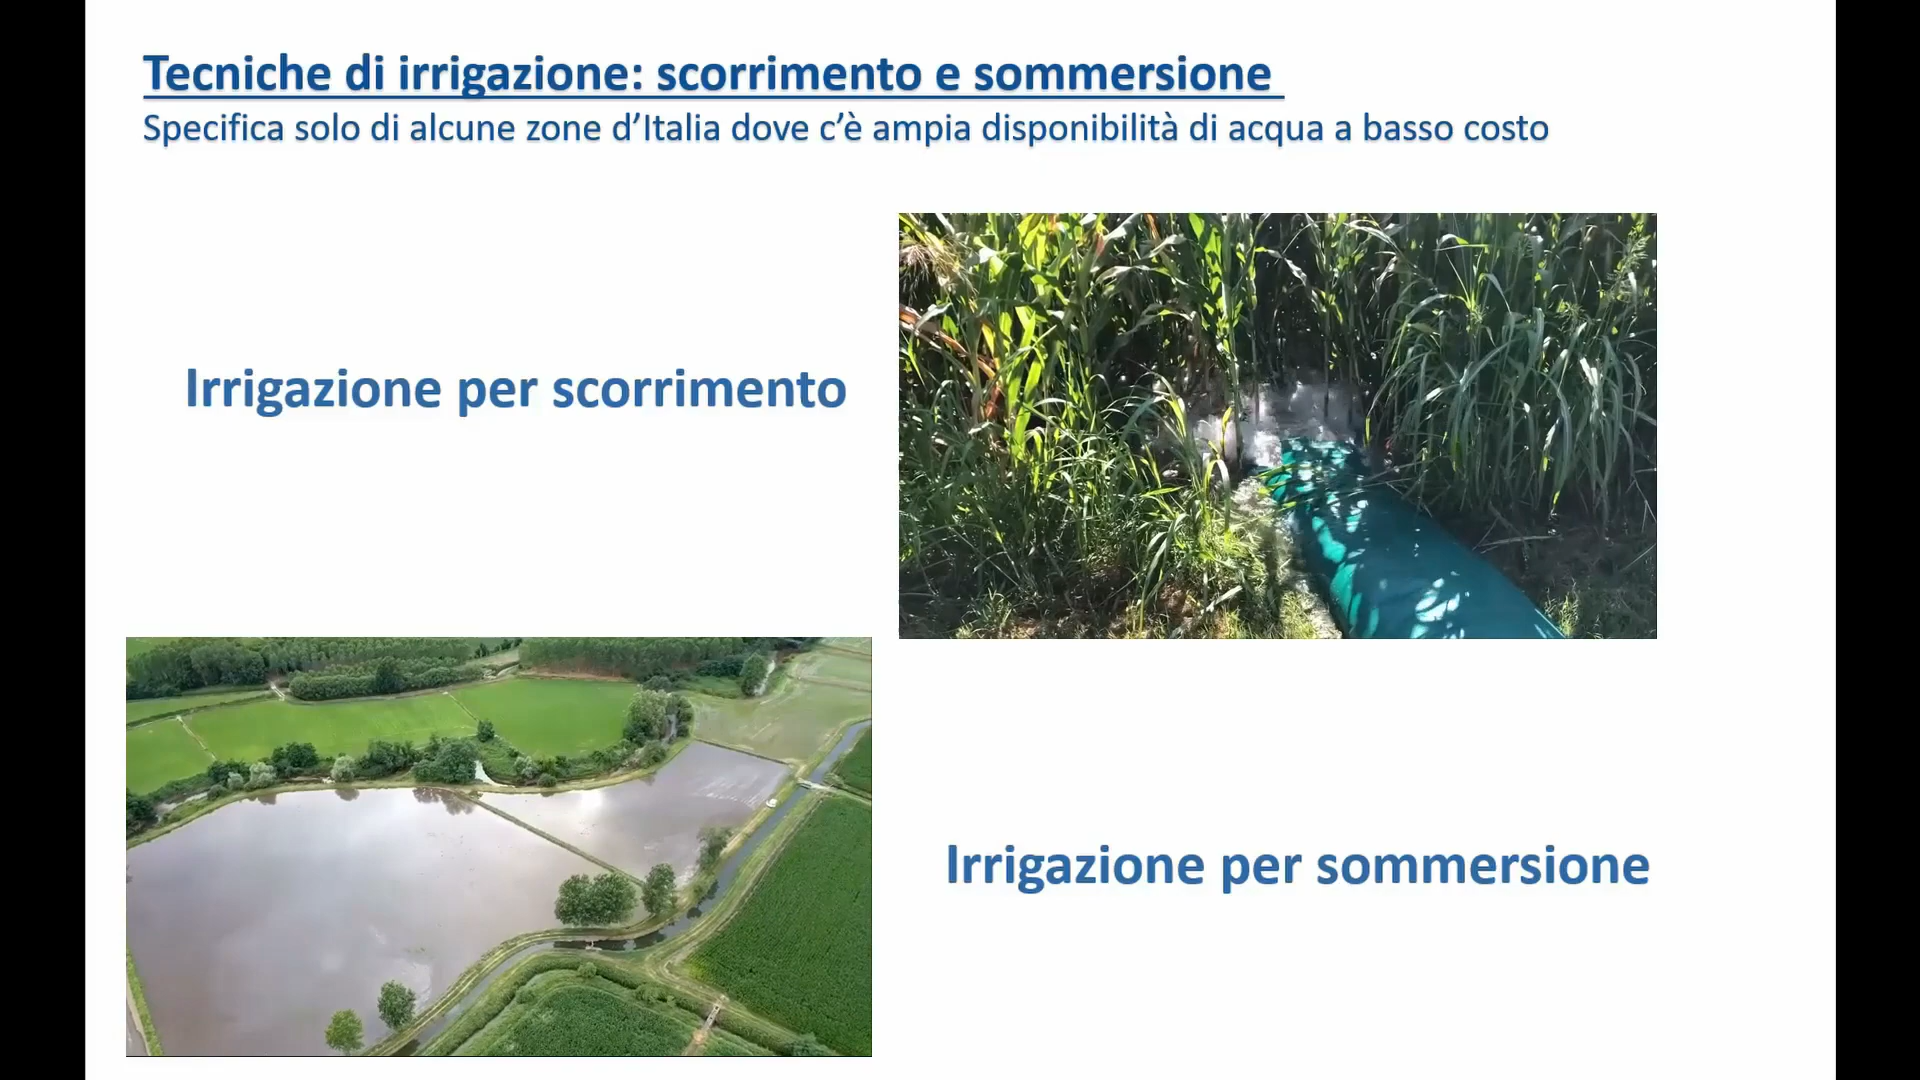 Tecniche di irrigazione: scorrimento e sommersione
Specifica solo di alcune zone d’Italia dove c’è ampia disponibilità di acqua a basso costo
Irrigazione per scorrimento
Irrigazione per sommersione